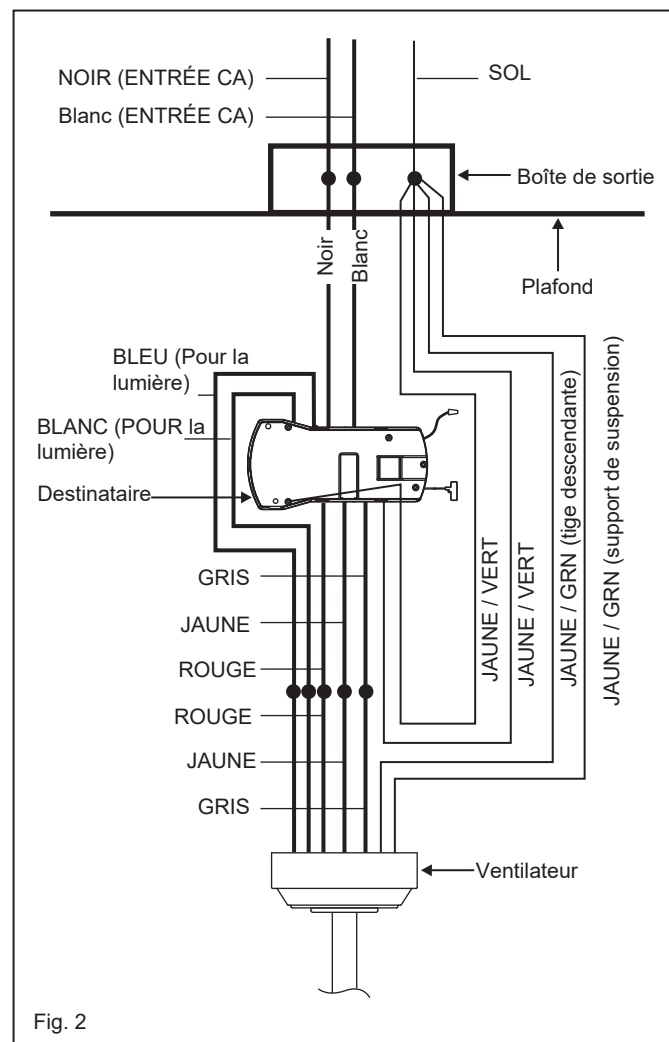 NOIR (ENTRÉE CA)
SOL
Blanc (ENTRÉE CA)
Boîte de sortie
Noir
Blanc
Plafond
BLEU (Pour la
lumière)
BLANC (POUR la
lumière)
Destinataire
JAUNE / VERT
JAUNE / VERT
JAUNE / GRN (tige descendante)
JAUNE / GRN (support de suspension)
GRIS
JAUNE
ROUGE
ROUGE
JAUNE
GRIS
Ventilateur
Fig. 2